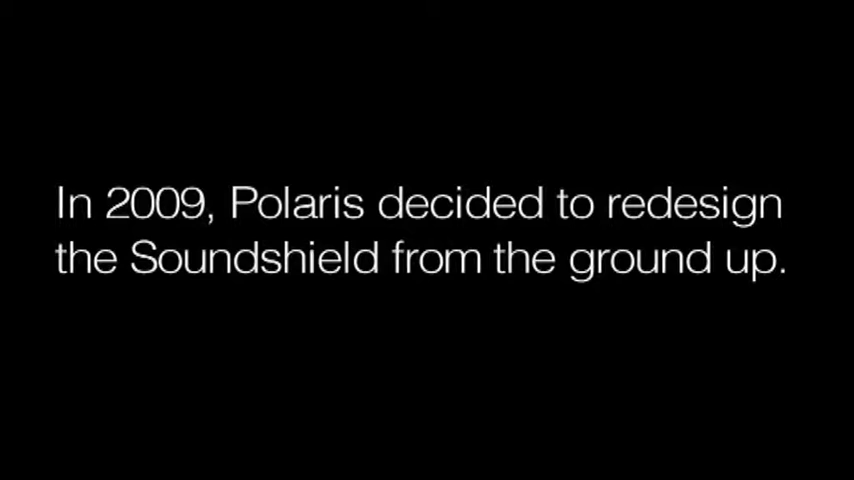 In 2009, Polaris decided to redesign
the Soundshield from the ground up.